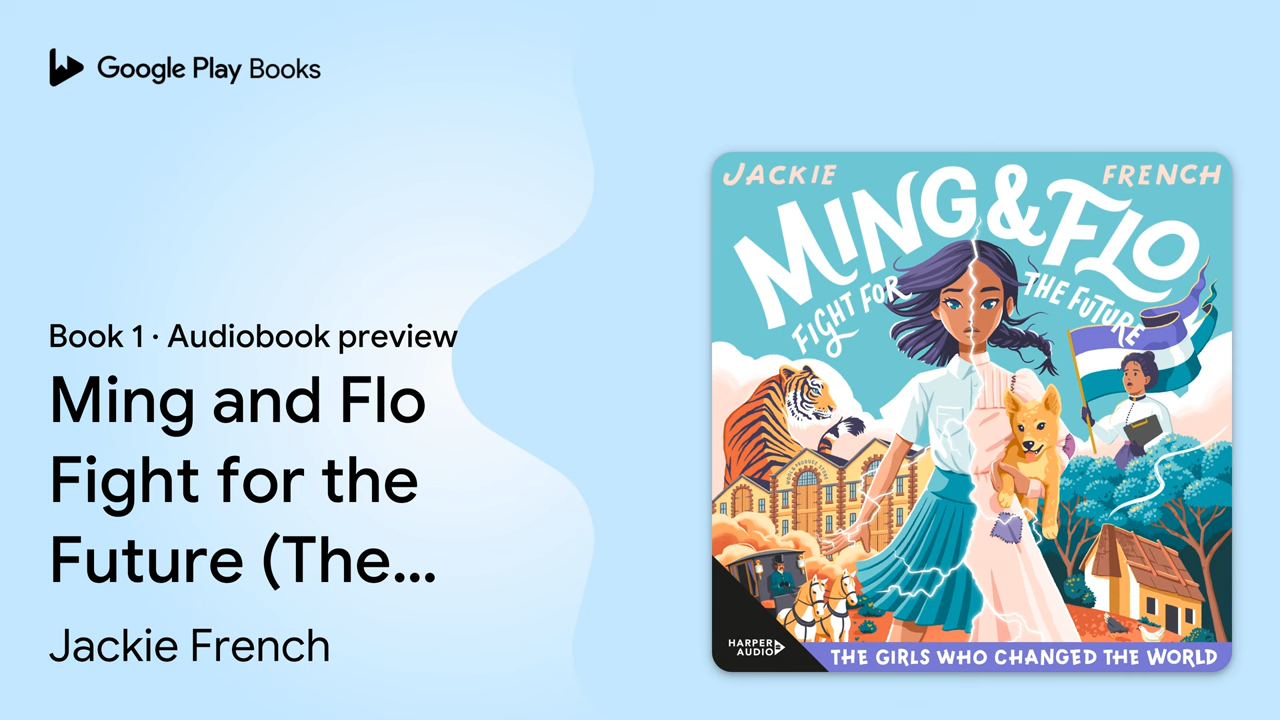 Google Play Books
Book 1 · Audiobook preview
Ming and Flo
Fight for the
Future (The...
Jackie French
JACKIE FRENCH
MING & FLO
FIGHT FOR THE FUTURE
HARPER
AUDIO
THE GIRLS WHO CHANGED THE WORLD